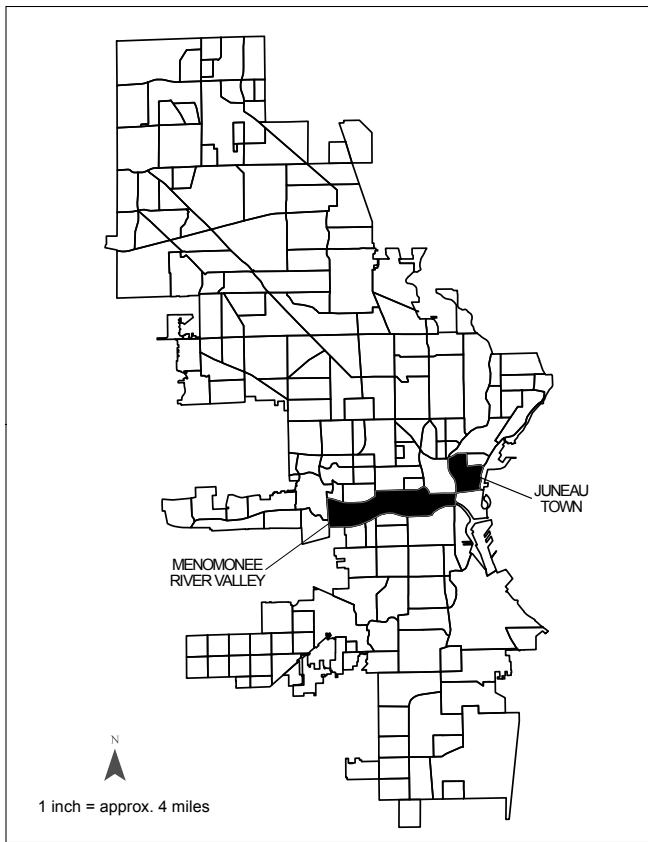 JUNEAU
TOWN
MENOMONEE
RIVER VALLEY
N
1 inch = approx. 4 miles